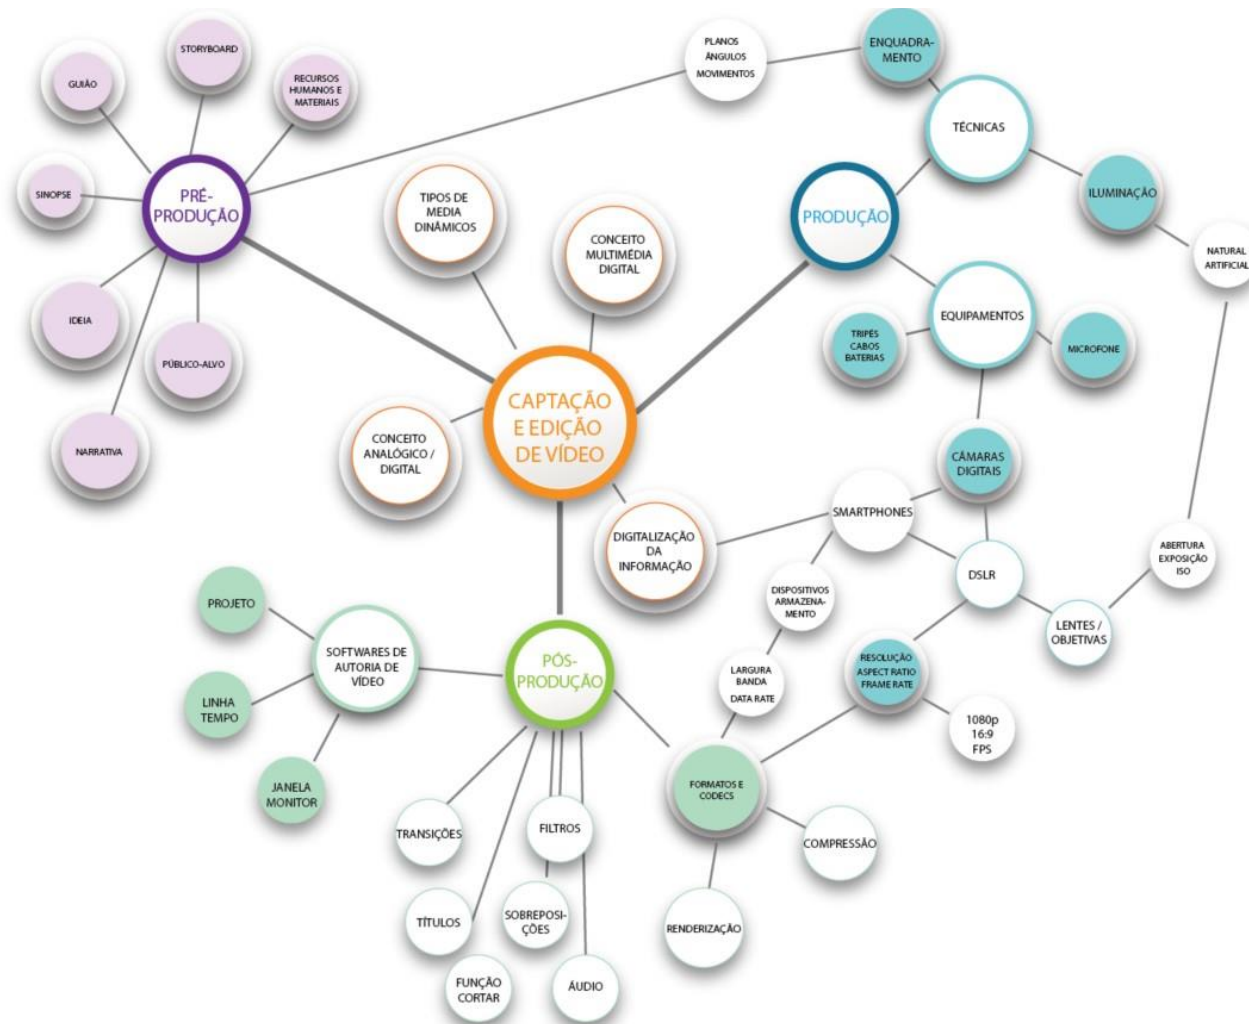 STORYBOARD
GUIÃO
RECURSOS
HUMANOS E
MATERIAIS
SINOPSE
PRÉ-
PRODUÇÃO
IDEIA
PÚBLICO-ALVO
NARRATIVA
PLANOS
ÂNGULOS
MOVIMENTOS
ENQUADRA-
MENTO
TÉCNICAS
ILUMINAÇÃO
NATURAL
ARTIFICIAL
PRODUÇÃO
EQUIPAMENTOS
TRIPÉS
CABOS
BATERIAS
MICROFONE
TIPOS DE
MEDIA
DINÂMICOS
CONCEITO
MULTIMÉDIA
DIGITAL
CAPTAÇÃO
E EDIÇÃO
DE VÍDEO
CONCEITO
ANALÓGICO /
DIGITAL
DIGITALIZAÇÃO
DA
INFORMAÇÃO
CÂMARAS
DIGITAIS
SMARTPHONES
DSLR
ABERTURA
EXPOSIÇÃO
ISO
LENTES /
OBJETIVAS
DISPOSITIVOS
ARMAZENA-
MENTO
LARGURA
BANDA
DATA RATE
RESOLUÇÃO
ASPECT RATIO
FRAME RATE
1080p
16:9
FPS
PROJETO
SOFTWARES DE
AUTORIA DE
VÍDEO
LINHA
TEMPO
JANELA
MONITOR
PÓS-
PRODUÇÃO
FORMATOS E
CODECS
COMPRESSÃO
RENDERIZAÇÃO
TRANSIÇÕES
FILTROS
TÍTULOS
SOBREPOSI-
ÇÕES
FUNÇÃO
CORTAR
ÁUDIO